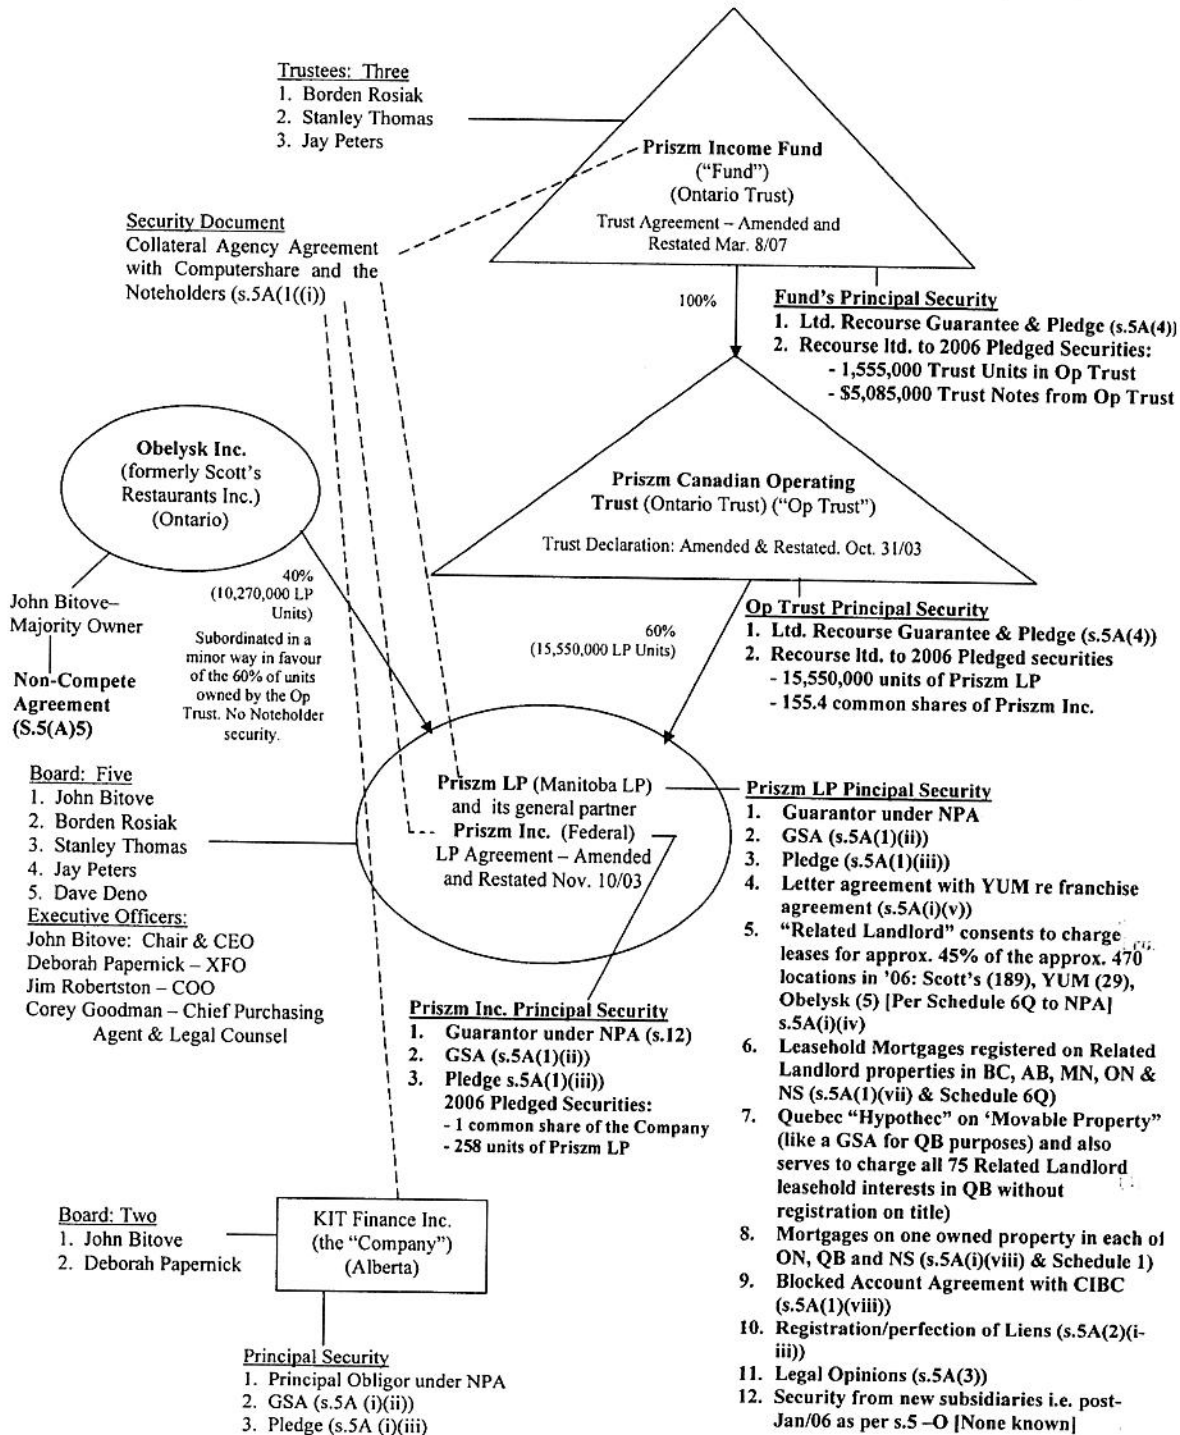 Trustees: Three
1. Borden Rosiak
2. Stanley Thomas
3. Jay Peters
Priszm Income Fund
("Fund")
(Ontario Trust)
Trust Agreement – Amended and
Restated Mar. 8/07
Security Document
Collateral Agency Agreement
with Computershare and the
Noteholders (s.5A(1((i))
100%
Fund's Principal Security
1. Ltd. Recourse Guarantee & Pledge (s.5A(4))
2. Recourse ltd. to 2006 Pledged Securities:
- 1,555,000 Trust Units in Op Trust
- $5,085,000 Trust Notes from Op Trust
Obelysk Inc.
(formerly Scott's
Restaurants Inc.)
(Ontario)
Priszm Canadian Operating
Trust (Ontario Trust) ("Op Trust")
Trust Declaration: Amended & Restated. Oct. 31/03
John Bitove–
Majority Owner
Non-Compete
Agreement
(S.5(A)5)
40%
(10,270,000 LP
Units)
Subordinated in a
minor way in favour
of the 60% of units
owned by the Op
Trust. No Noteholder
security.
60%
(15,550,000 LP Units)
Op Trust Principal Security
1. Ltd. Recourse Guarantee & Pledge (s.5A(4))
2. Recourse ltd. to 2006 Pledged securities
- 15,550,000 units of Priszm LP
- 155.4 common shares of Priszm Inc.
Board: Five
1. John Bitove
2. Borden Rosiak
3. Stanley Thomas
4. Jay Peters
5. Dave Deno
Executive Officers:
John Bitove: Chair & CEO
Deborah Papernick – XFO
Jim Robertston – COO
Corey Goodman – Chief Purchasing
Agent & Legal Counsel
Priszm LP (Manitoba LP)
and its general partner
Priszm Inc. (Federal)
LP Agreement – Amended
and Restated Nov. 10/03
Priszm LP Pincipal Security
1. Guarantor under NPA
2. GSA (s.5A(1)(ii))
3. Pledge (s.5A(1)(iii))
4. Letter agreement with YUM re franchise
agreement (s.5A(i)(v))
5. "Related Landlord" consents to charge
leases for approx. 45% of the approx. 470
locations in '06: Scott's (189), YUM (29),
Obelysk (5) [Per Schedule 6Q to NPA]
s.5A(i)(iv)
6. Leasehold Mortgages registered on Related
Landlord properties in BC, AB, MN, ON &
NS (s.5A(1)(vii) & Schedule 6Q)
7. Quebec "Hypothec" on 'Movable Property"
(like a GSA for QB purposes) and also
serves to charge all 75 Related Landlord
leasehold interests in QB without
registration on title)
8. Mortgages on one owned property in each of
ON, QB and NS (s.5A(i)(viii) & Schedule 1)
9. Blocked Account Agreement with CIBC
(s.5A(1)(viii))
10. Registration/perfection of Liens (s.5A(2)(i-
iii))
11. Legal Opinions (s.5A(3))
12. Security from new subsidiaries i.e. post-
Jan/06 as per s.5 –O [None known]
Priszm Inc. Principal Security
1. Guarantor under NPA (s.12)
2. GSA (s.5A(1)(ii))
3. Pledge s.5A(1)(iii))
2006 Pledged Securities:
- 1 common share of the Company
- 258 units of Priszm LP
Board: Two
1. John Bitove
2. Deborah Papernick
KIT Finance Inc.
(the "Company")
(Alberta)
Principal Security
1. Principal Obligor under NPA
2. GSA (s.5A (i)(ii))
3. Pledge (s.5A (i)(iii)